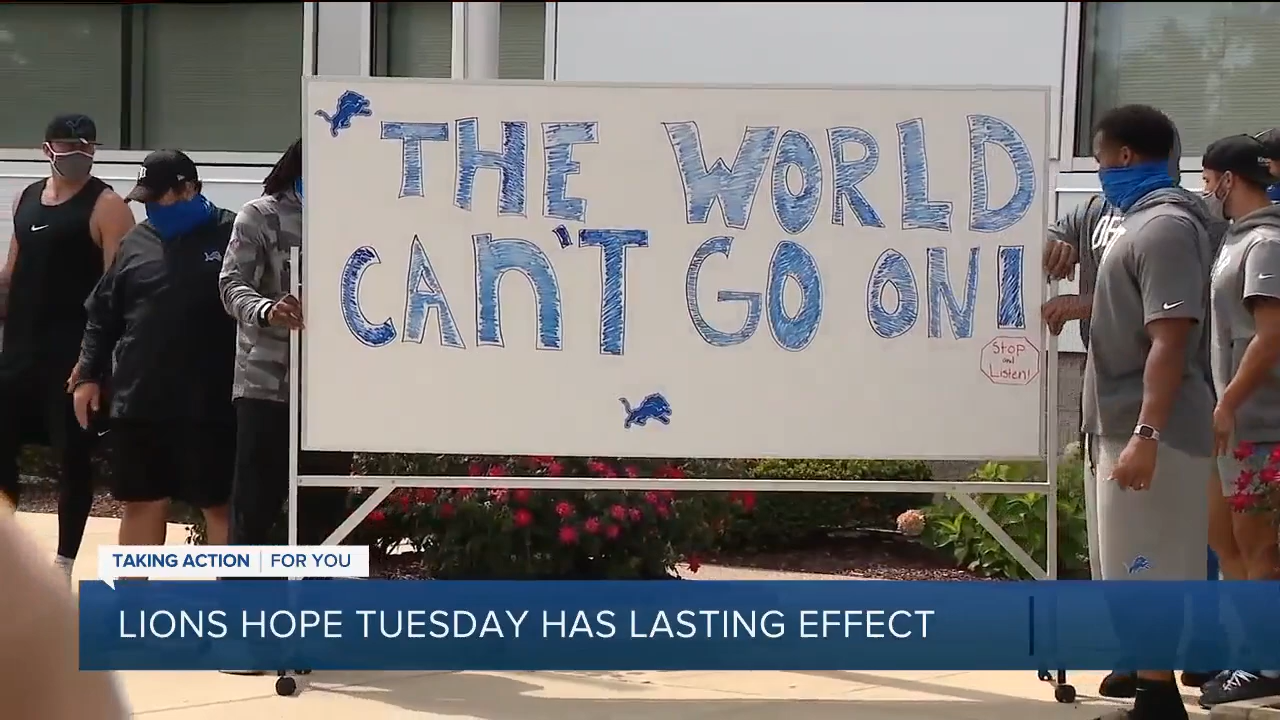 THE WORLD
CAn'T GO ON!
Stop
and
Listen!
TAKING ACTION FOR YOU
LIONS HOPE TUESDAY HAS LASTING EFFECT